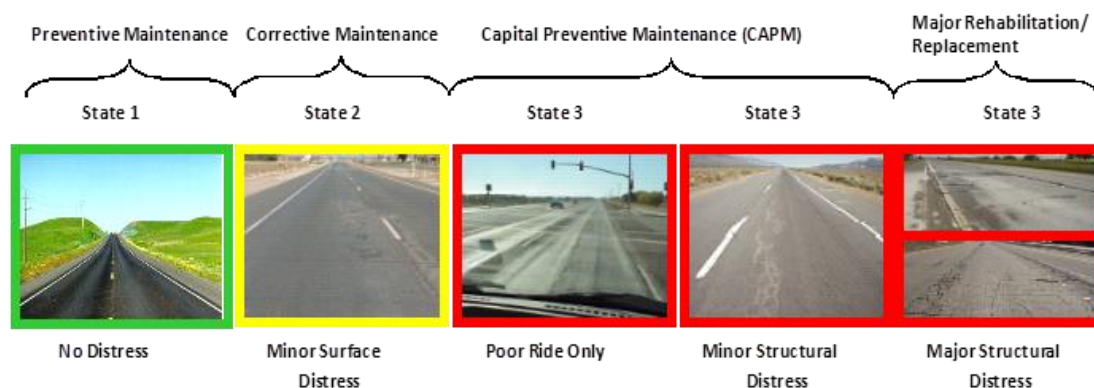 Preventive Maintenance
Corrective Maintenance
Capital Preventive Maintenance (CAPM)
Major Rehabilitation/
Replacement
State 1
State 2
State 3
State 3
State 3
No Distress
Minor Surface
Distress
Poor Ride Only
Minor Structural
Distress
Major Structural
Distress